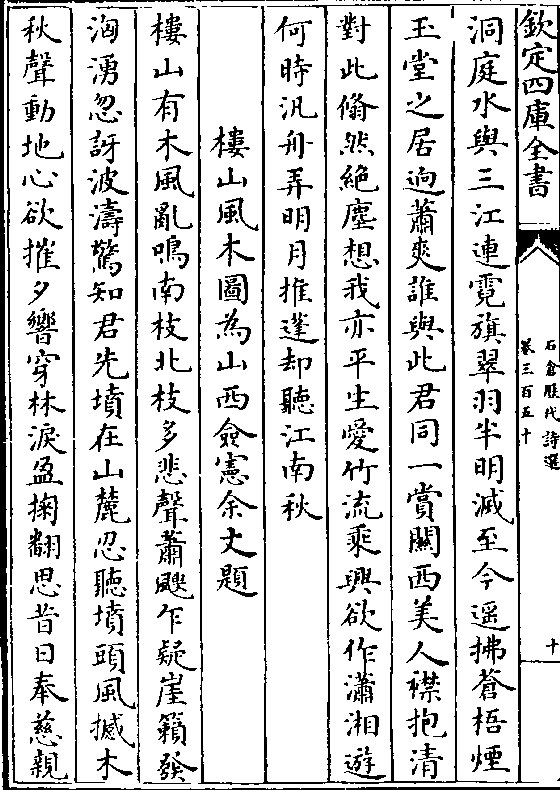 欽定四庫全書
石倉歷代詩選
卷三百五十
十
洞庭水與三江連霓旗翠羽半明滅至今遥拂蒼梧煙
玉堂之居迥蕭爽誰與此君同一賞關西美人襟抱清
對此翛然絶塵想我亦平生愛竹流乘興欲作瀟湘遊
何時汎舟弄明月推蓬却聽江南秋
樓山風木圖為山西僉憲余丈題
樓山有木風亂鳴南枝北枝多悲聲蕭颼乍疑崖籟發
洶湧忽訝波濤驚知君先墳在山麓忍聽墳頭風撼木
秋聲動地心欲摧夕響穿林淚盈掬翻思昔日奉慈親